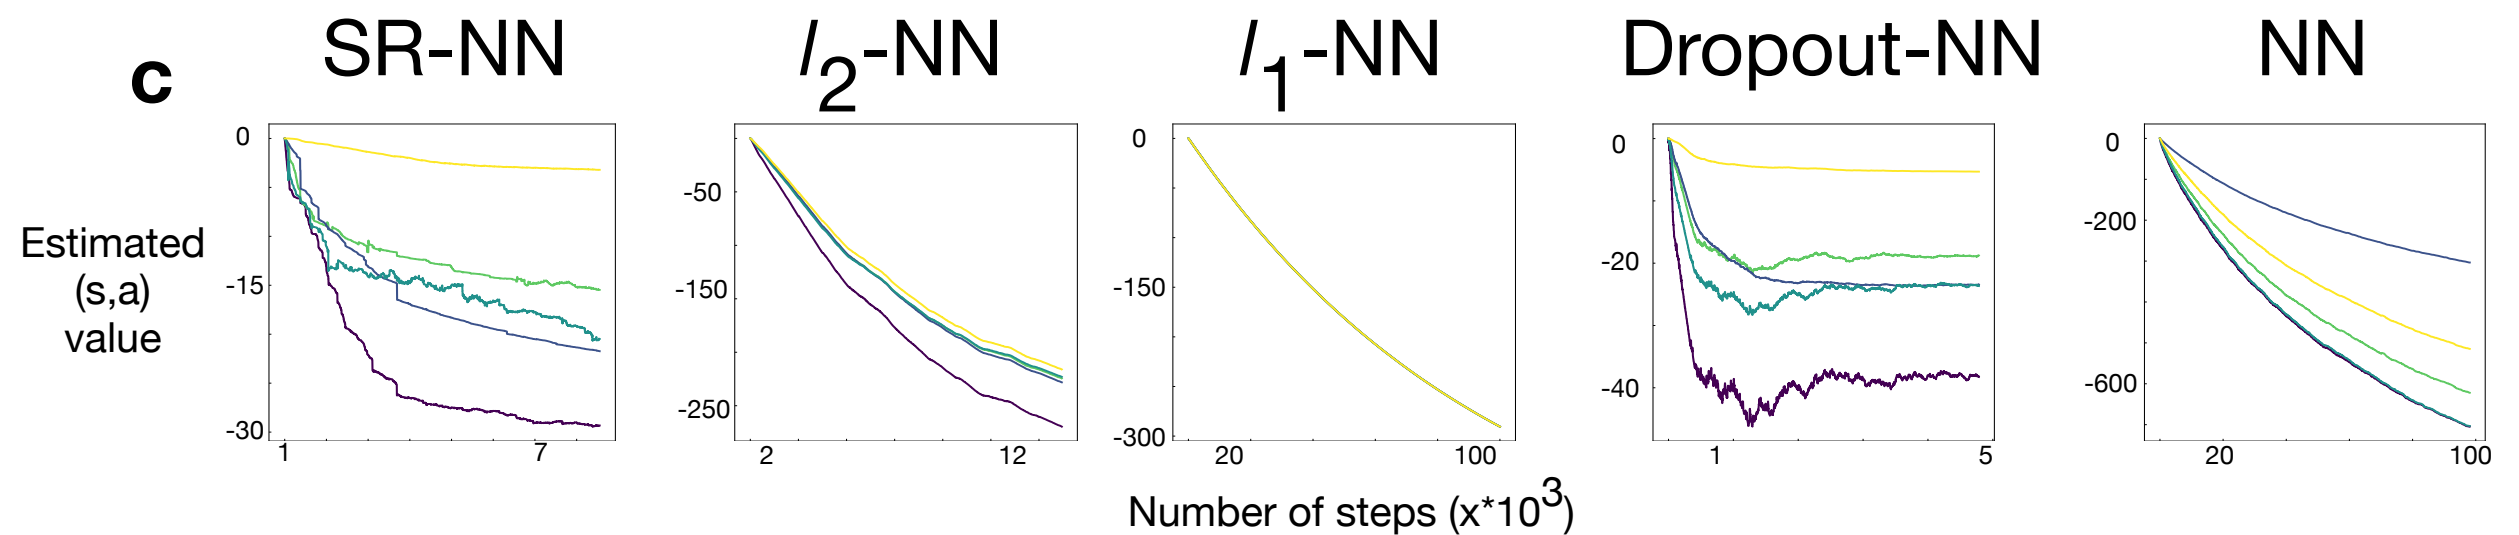 c
SR-NN
l2-NN
l1-NN
Dropout-NN
NN
Estimated
(s,a)
value
0
-15
-30
1
7
-50
-150
-250
2
12
0
-150
-300
20
100
0
-20
-40
1
5
0
-200
-600
20
100
Number of steps (x*10^3)